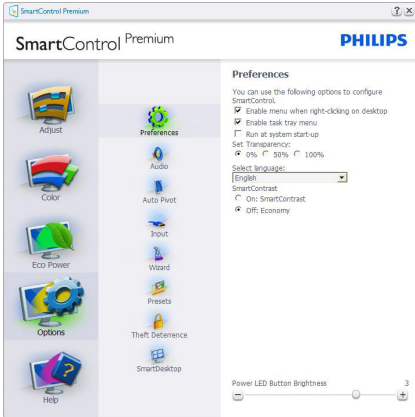 SmartControl Premium
SmartControl Premium
PHILIPS
Adjust
Color
Eco Power
Options
Help
Preferences
Audio
Auto Pivot
Input
Wizard
Presets
Theft Deterrence
SmartDesktop
Preferences
You can use the following options to configure
SmartControl.
Enable menu when right-clicking on desktop
Enable task tray menu
Run at system start-up
Set Transparency:
0% 50% 100%
Select language:
English
SmartContrast
On: SmartContrast
Off: Economy
Power LED Button Brightness 3